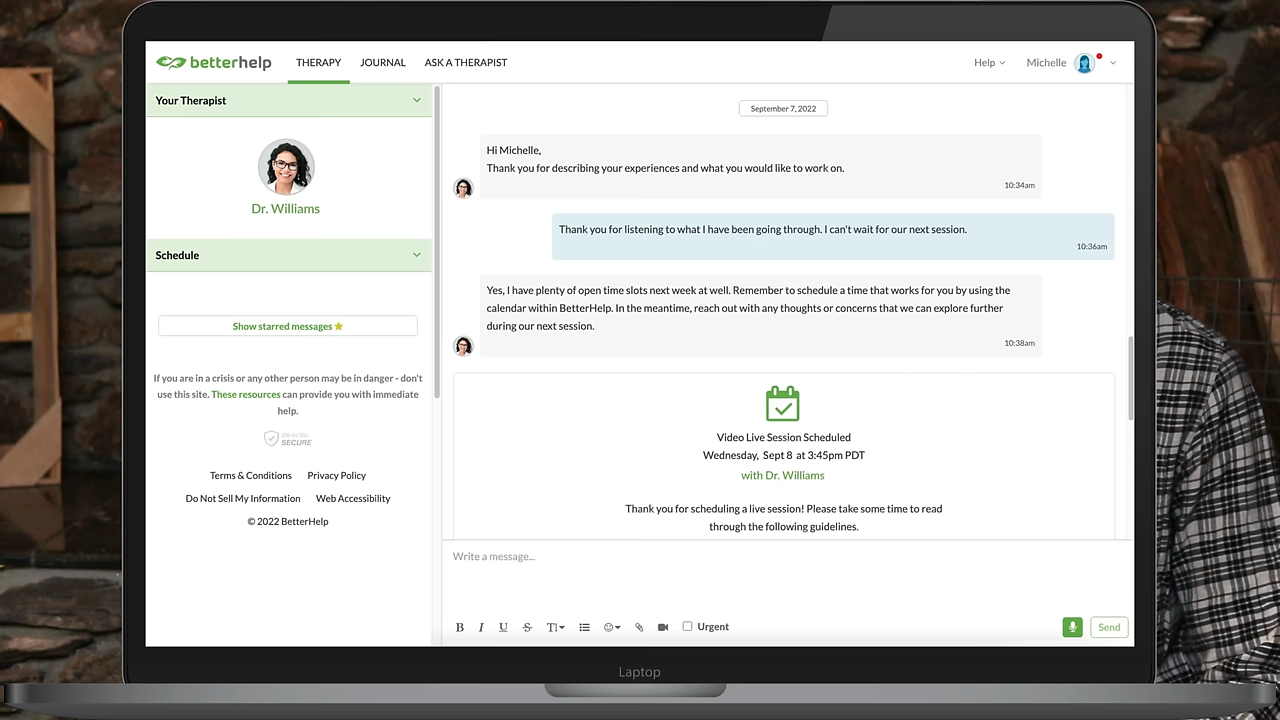 betterhelp
THERAPY JOURNAL ASK A THERAPIST
Help Michelle
Your Therapist
Dr. Williams
Schedule
Show starred messages
If you are in a crisis or any other person may be in danger - don't
use this site. These resources can provide you with immediate
help.
SECURE
Terms & Conditions Privacy Policy
Do Not Sell My Information Web Accessibility
© 2022 BetterHelp
September 7, 2022
Hi Michelle,
Thank you for describing your experiences and what you would like to work on.
10:34am
Thank you for listening to what I have been going through. I can't wait for our next session.
10:36am
Yes, I have plenty of open time slots next week at well. Remember to schedule a time that works for you by using the
calendar within BetterHelp. In the meantime, reach out with any thoughts or concerns that we can explore further
during our next session.
10:38am
Video Live Session Scheduled
Wednesday, Sept 8 at 3:45pm PDT
with Dr. Williams
Thank you for scheduling a live session! Please take some time to read
through the following guidelines.
Write a message...
B I U S TI Urgent
Send
Laptop